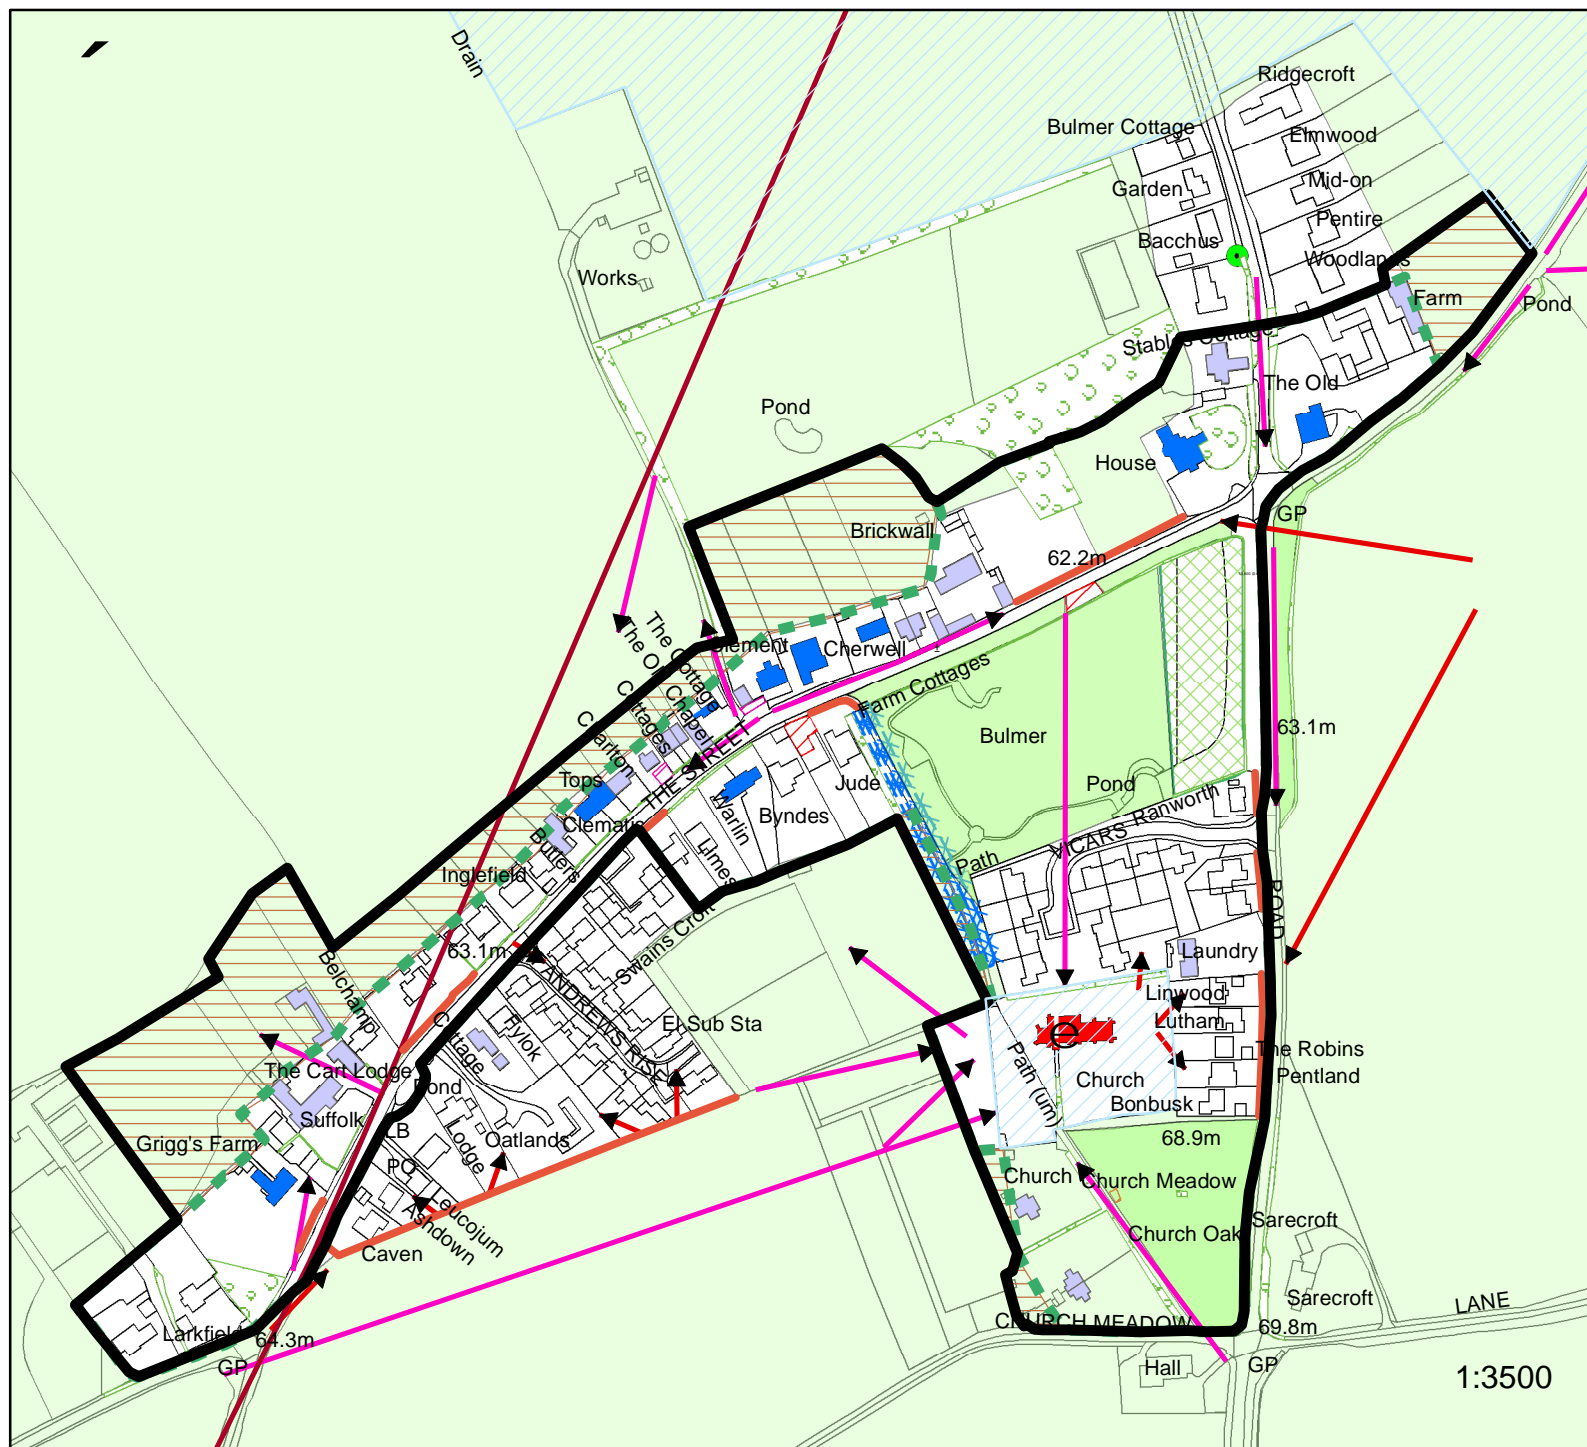 Drain
Ridgecroft
Bulmer Cottage
Elmwood
Garden
Mid-on
Pentire
Bacchus
Woodlands
Works
Farm
Pond
Stables Cottage
The Old
Pond
House
GP
Brickwall
62.2m
The Cottage
The Old Chapel
Clement
Cherwell
Farm Cottages
Cottages
Carlton
THE STREET
Bulmer
63.1m
Tops
Jude
Pond
Warlin
Byndes
Clematis
VICARS
Ranworth
Butlers
Limes
Path
Inglefield
ROAD
Swains Croft
63.1m
Laundry
Belchamp
ANDREWS RISE
Linwood
Cottage
Flylok
El Sub Sta
Lutham
e
The Robins
Path (um)
The Cart Lodge
Pond
Church
Pentland
Suffolk
Bonbusk
LB
Lodge
Oatlands
68.9m
Grigg's Farm
PO
Church
Church Meadow
Leucojum
Ashdown
Caven
Church Oak
Sarecroft
Sarecroft
LANE
Larkfield
64.3m
CHURCH MEADOW
69.8m
GP
Hall
GP
1:3500